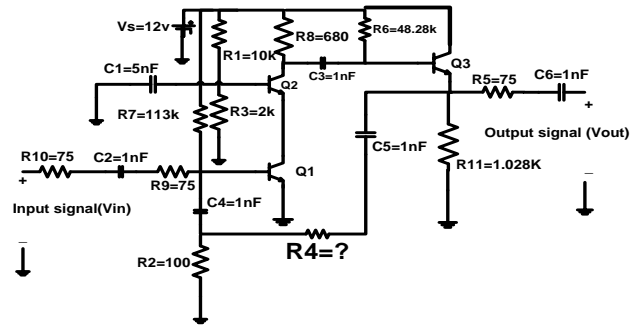 Vs=12v
R8=680
R6=48.28k
R1=10k
Q3
C1=5nF
C3=1nF
Q2
R5=75
C6=1nF
R7=113k
R3=2k
+
C5=1nF
Output signal (Vout)
R11=1.028K
R10=75
C2=1nF
R9=75
Q1
+
C4=1nF
Input signal(Vin)
R4=?
R2=100